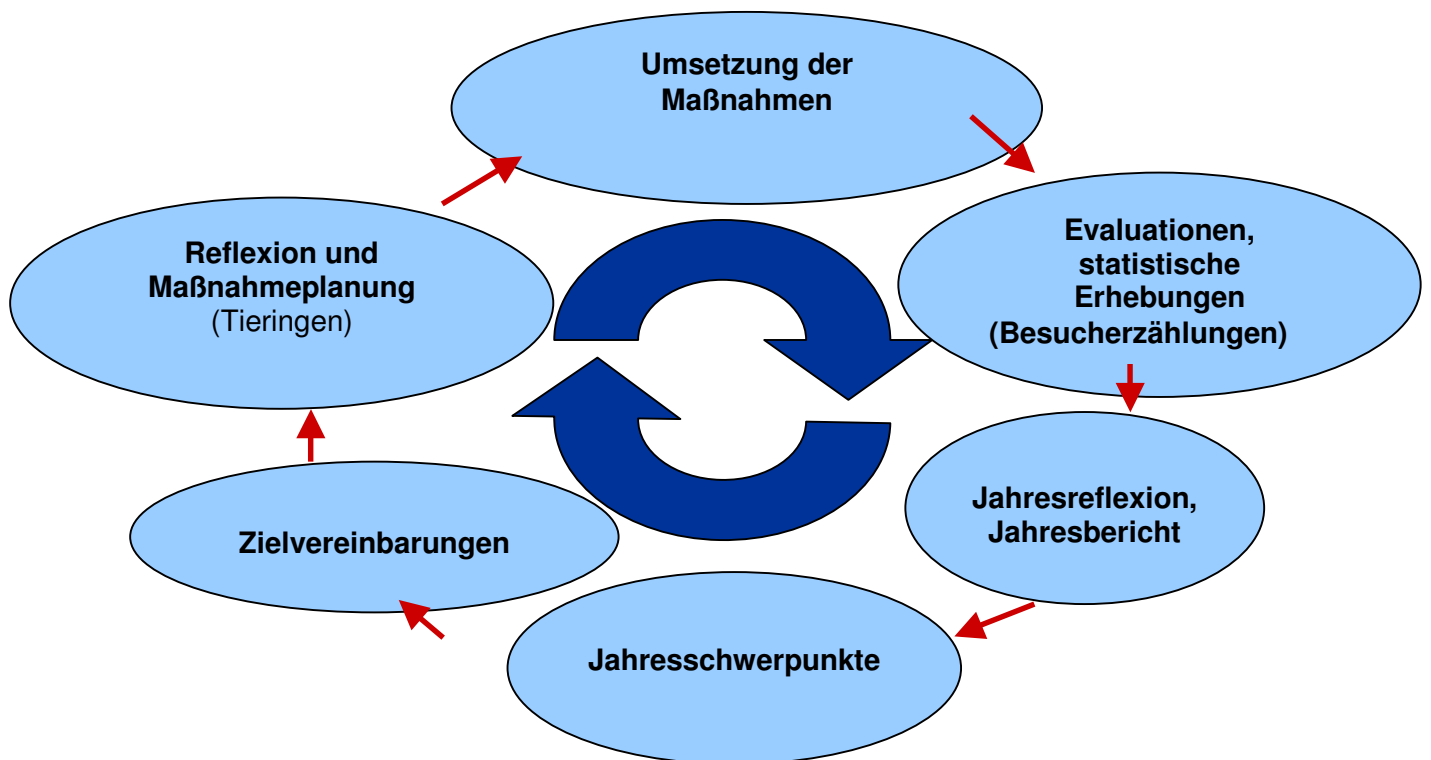 Umsetzung der
Maßnahmen
Reflexion und
Maßnahmeplanung
(Tieringen)
Evaluationen,
statistische
Erhebungen
(Besucherzählungen)
Zielvereinbarungen
Jahresreflexion,
Jahresbericht
Jahresschwerpunkte